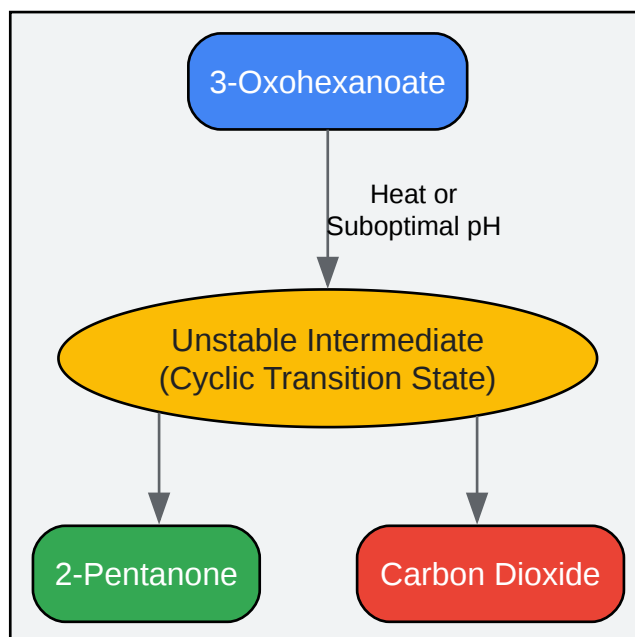 3-Oxohexanoate
Heat or
Suboptimal pH
Unstable Intermediate
(Cyclic Transition State)
2-Pentanone
Carbon Dioxide